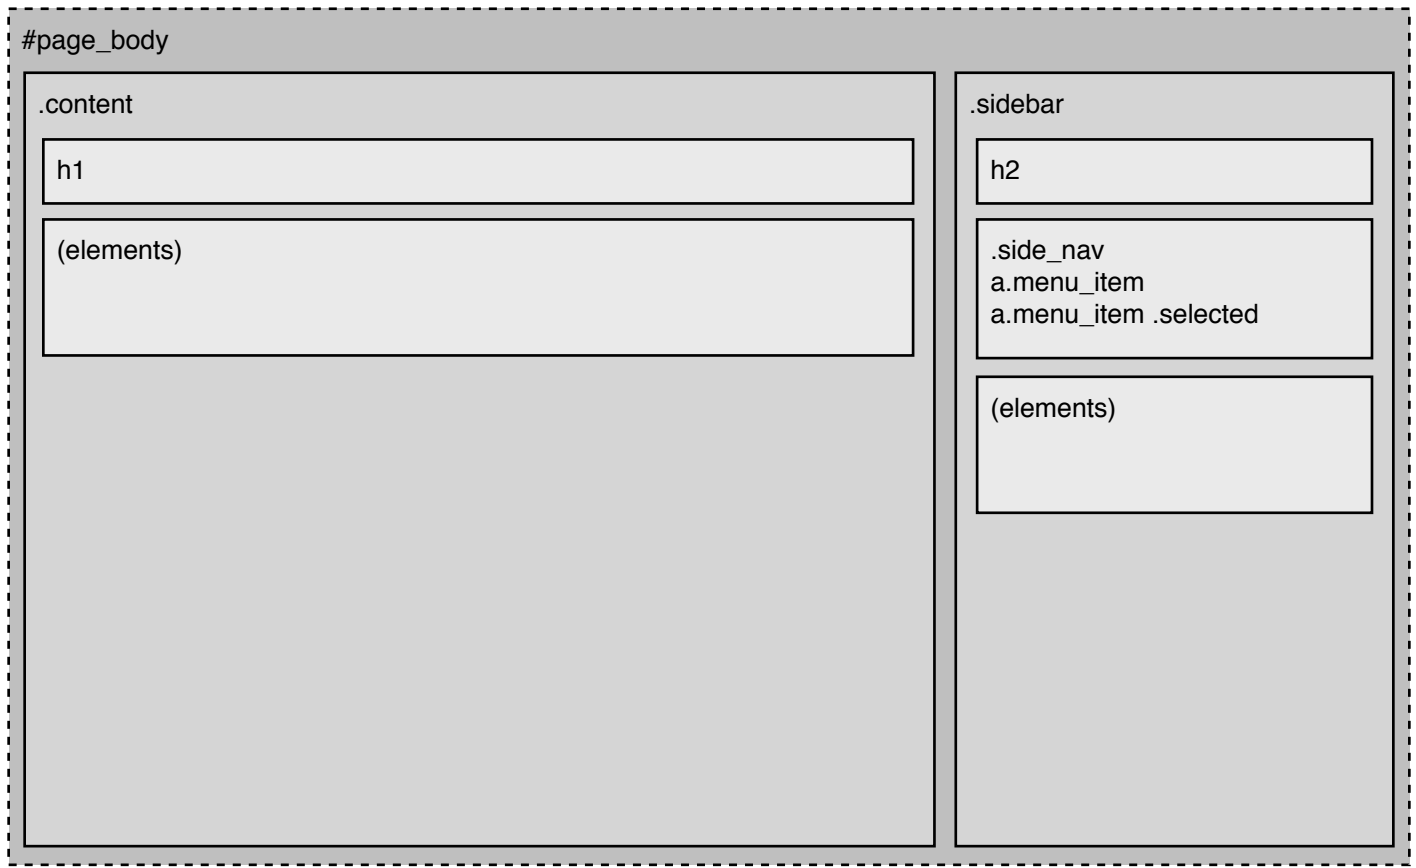 #page_body
.content
h1
(elements)
.sidebar
h2
.side_nav
a.menu_item
a.menu_item .selected
(elements)